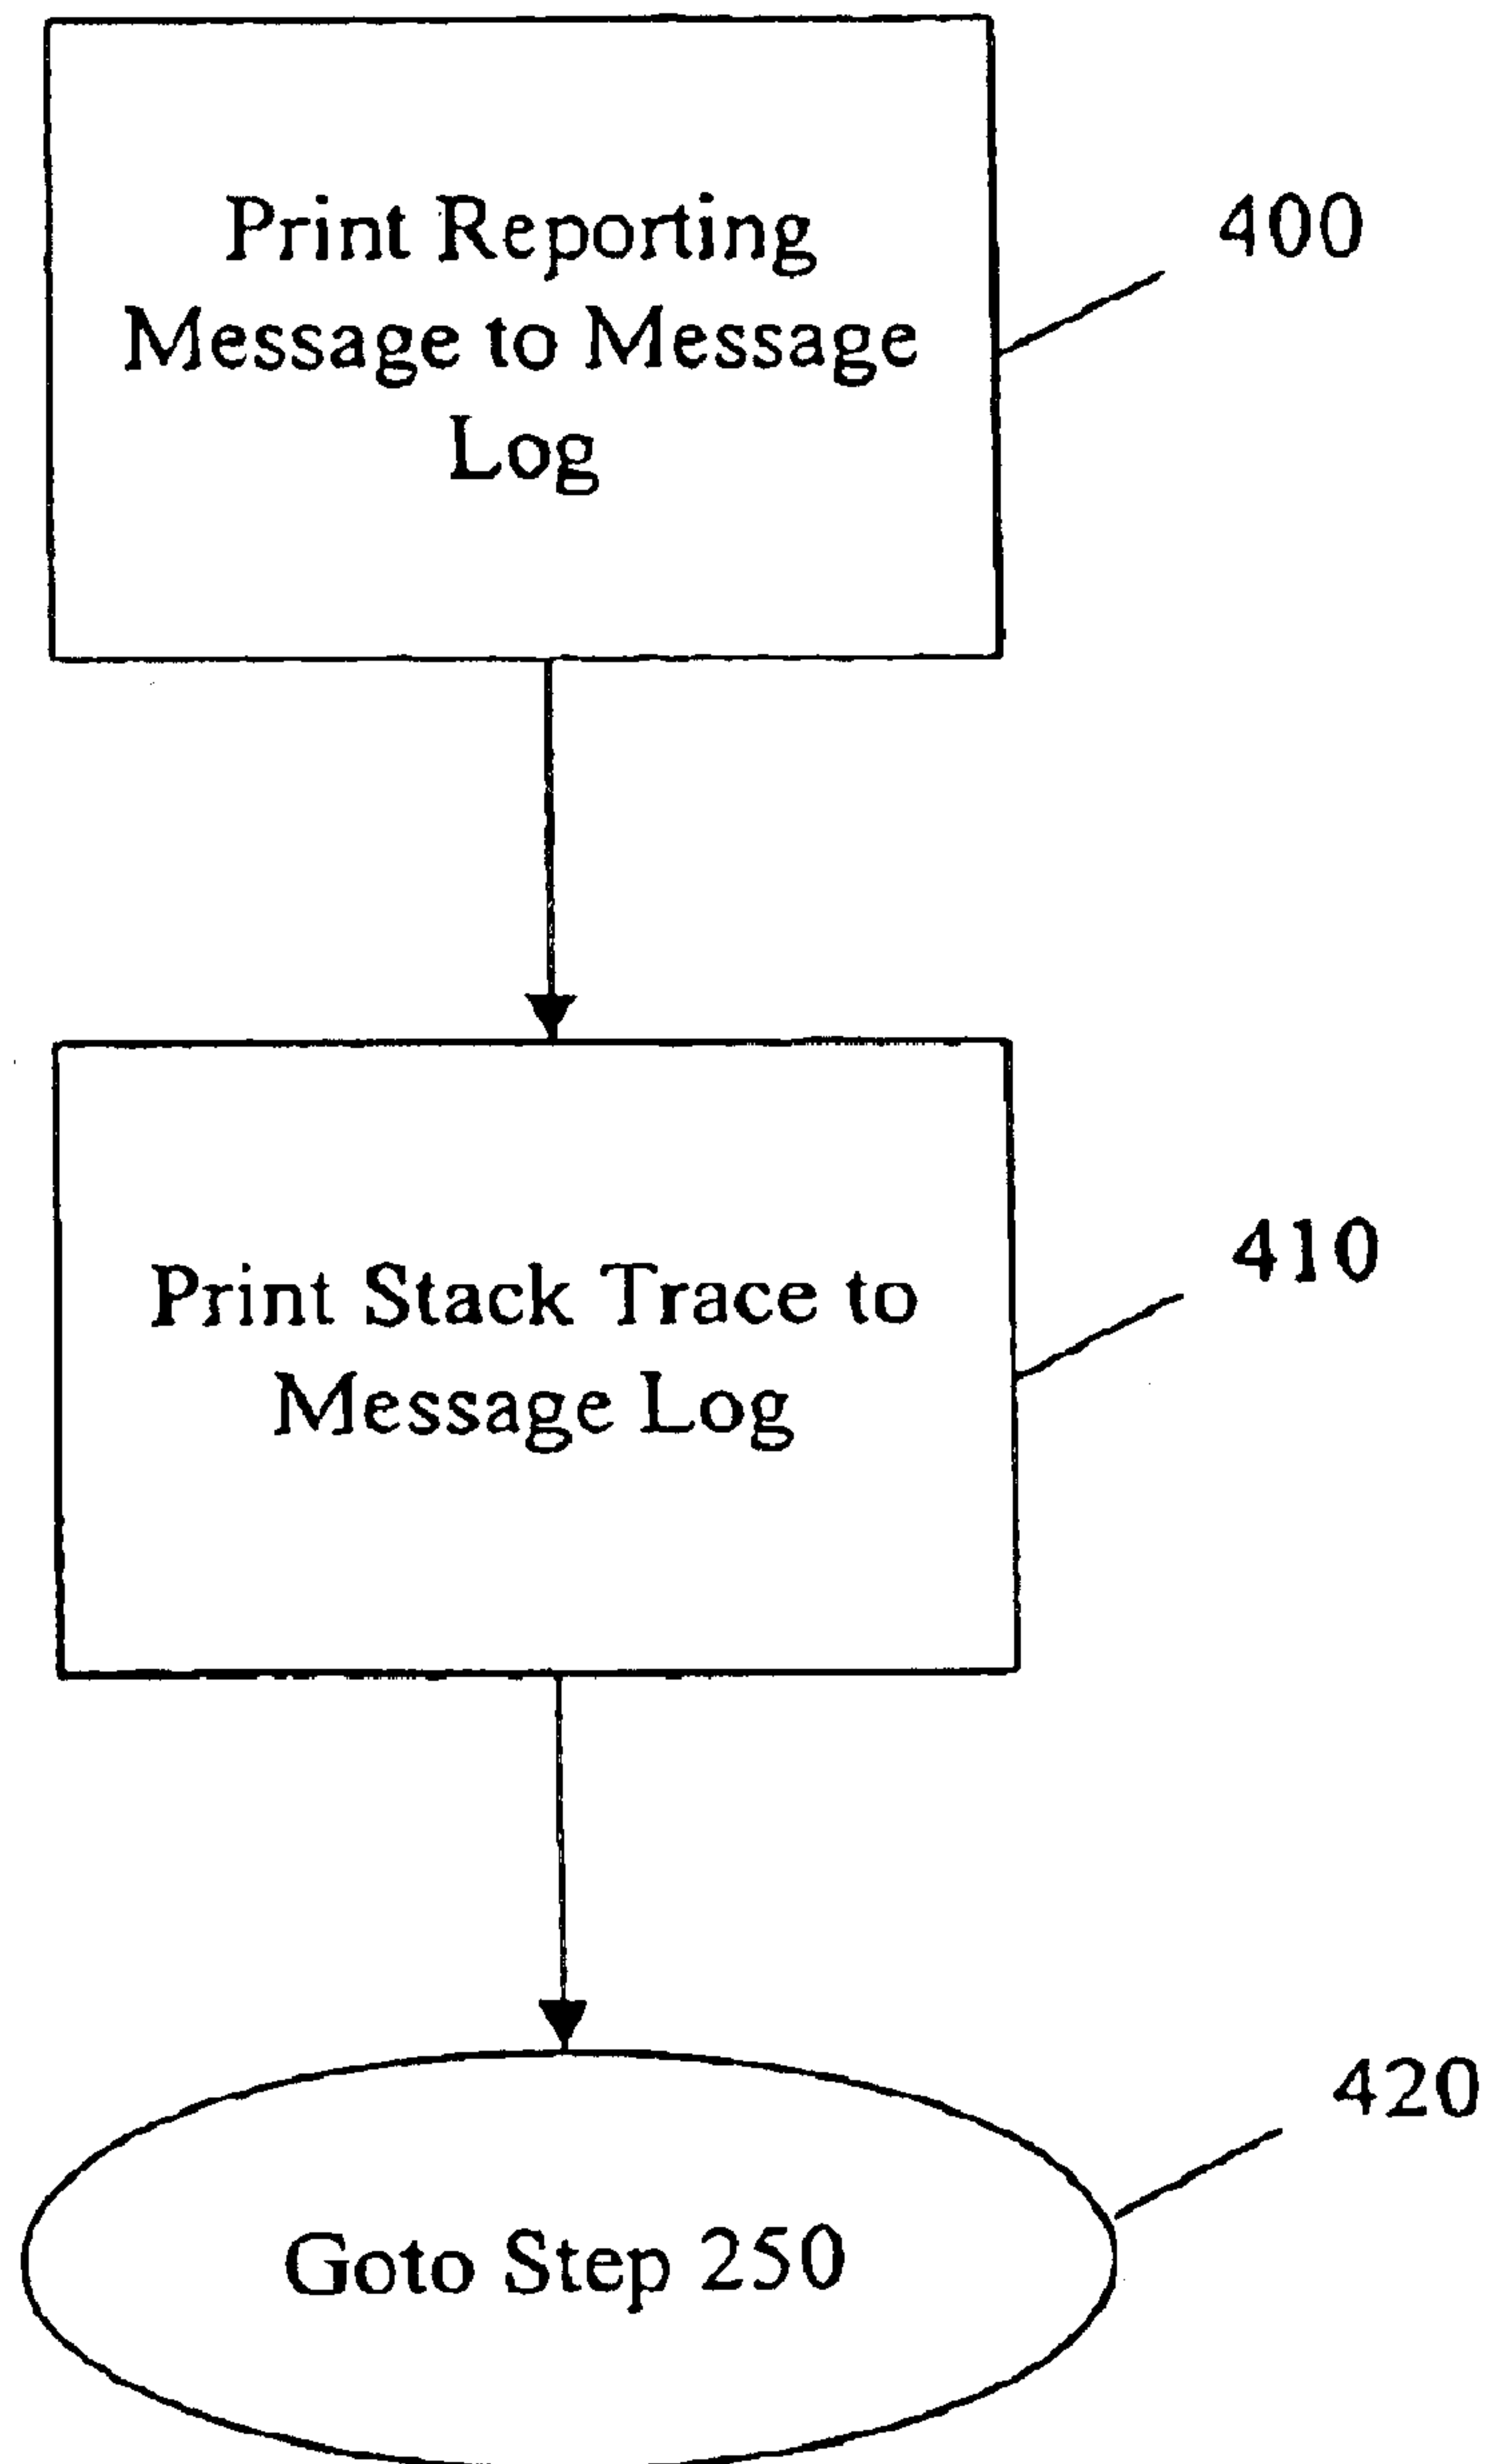 Print Reporting
Message to Message
Log
400
Print Stack Trace to
Message Log
410
Goto Step 250
420